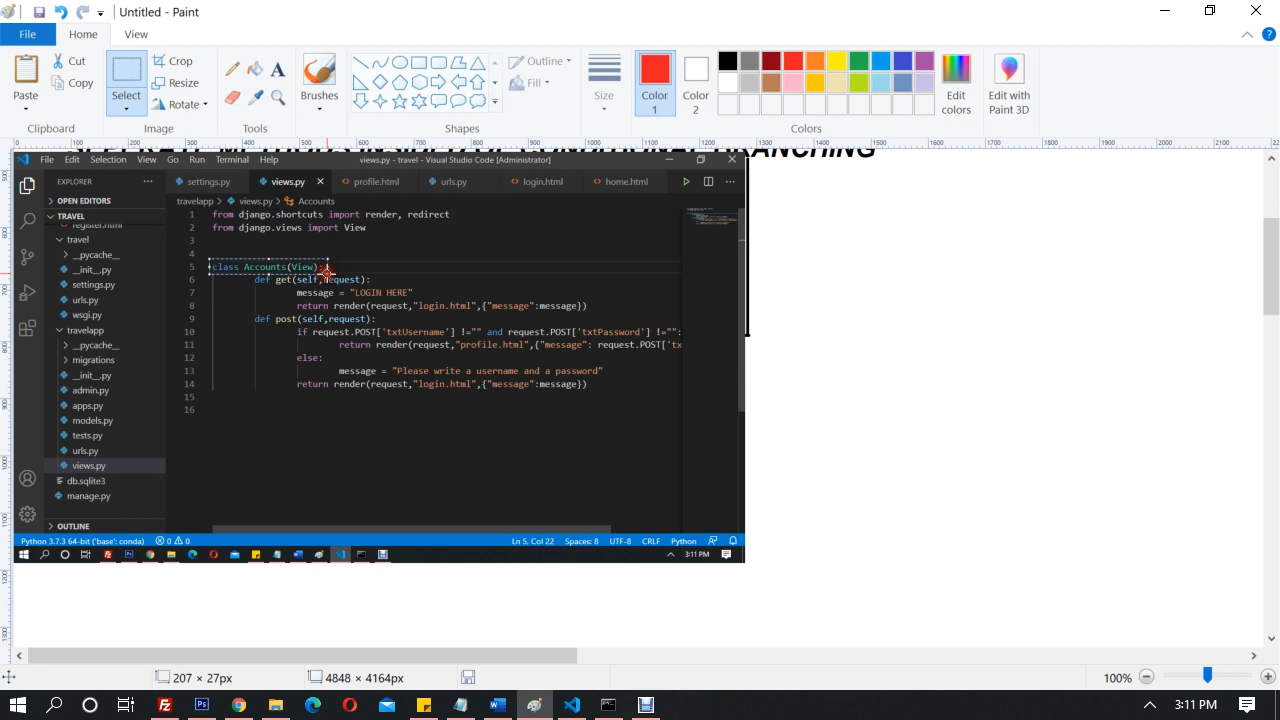 Untitled - Paint
File
Home
View
Paste
Cut
Copy
Clipboard
Select
Crop
Resize
Rotate
Image
Tools
Brushes
Shapes
Outline
Fill
Size
Color
1
Color
2
Colors
Edit
colors
Edit with
Paint 3D
File Edit Selection View Go Run Terminal Help
views.py - travel - Visual Studio Code [Administrator]
EXPLORER
settings.py
views.py
profile.html
urls.py
login.html
home.html
travelapp > views.py > Accounts
OPEN EDITORS
TRAVEL
register.html
travel
__pycache__
__init__.py
settings.py
urls.py
wsgi.py
travelapp
__pycache__
migrations
__init__.py
admin.py
apps.py
models.py
tests.py
urls.py
views.py
db.sqlite3
manage.py
OUTLINE
1 from django.shortcuts import render, redirect
2 from django.views import View
3
4
5 class Accounts(View):
6 def get(self,request):
7 message = "LOGIN HERE"
8 return render(request,"login.html",{"message":message})
9 def post(self,request):
10 if request.POST['txtUsername'] !="" and request.POST['txtPassword'] !="":
11 return render(request,"profile.html",{"message": request.POST['tx
12 else:
13 message = "Please write a username and a password"
14 return render(request,"login.html",{"message":message})
15
16
Python 3.7.3 64-bit ('base': conda) 0 0 Ln 5, Col 22 Spaces: 8 UTF-8 CRLF Python
3:11 PM
207 × 27px
4848 × 4164px
100%
3:11 PM